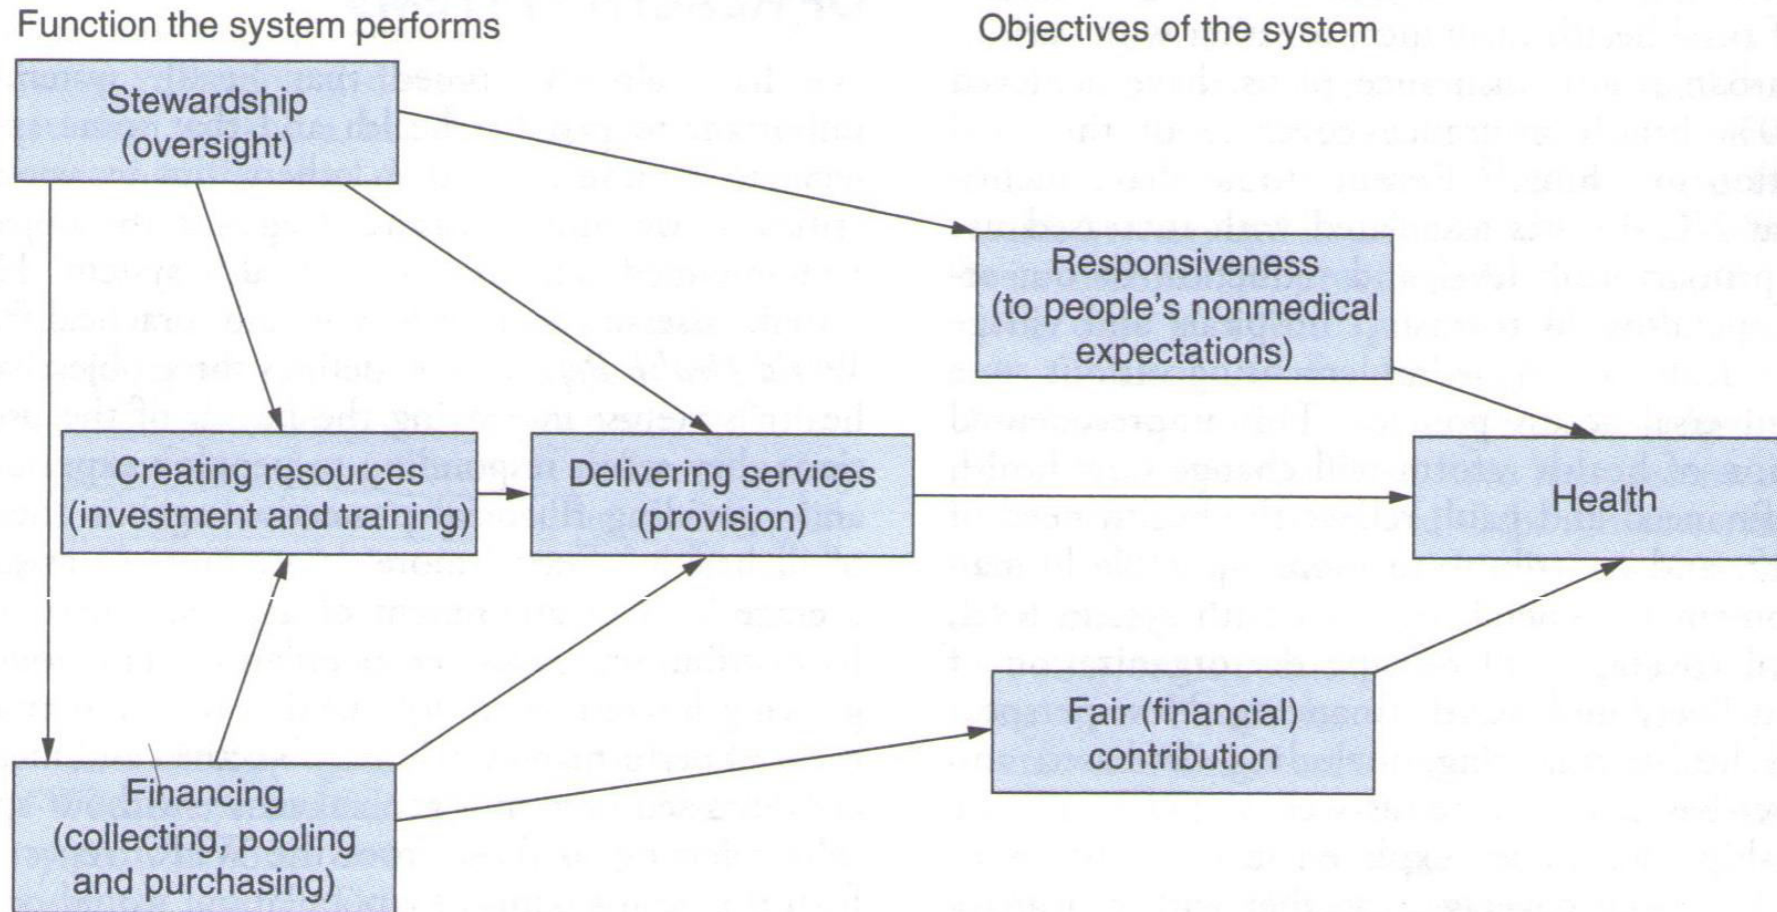 Function the system performs
Objectives of the system
Stewardship
(oversight)
Responsiveness
(to people’s nonmedical
expectations)
Creating resources
(investment and training)
Delivering services
(provision)
Health
Fair (financial)
contribution
Financing
(collecting, pooling
and purchasing)